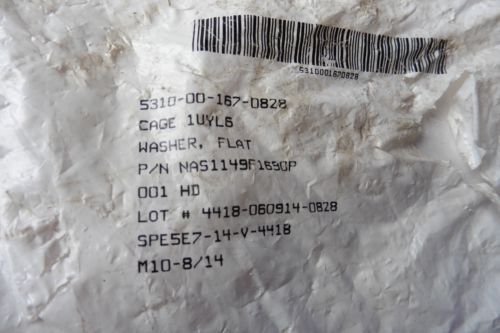 5310001670828
5310-00-167-0828
CAGE 1UYL6
WASHER, FLAT
P/N NAS1149F1690P
001 HD
LOT # 4418-060914-0828
SPE5E7-14-V-4418
M10-8/14